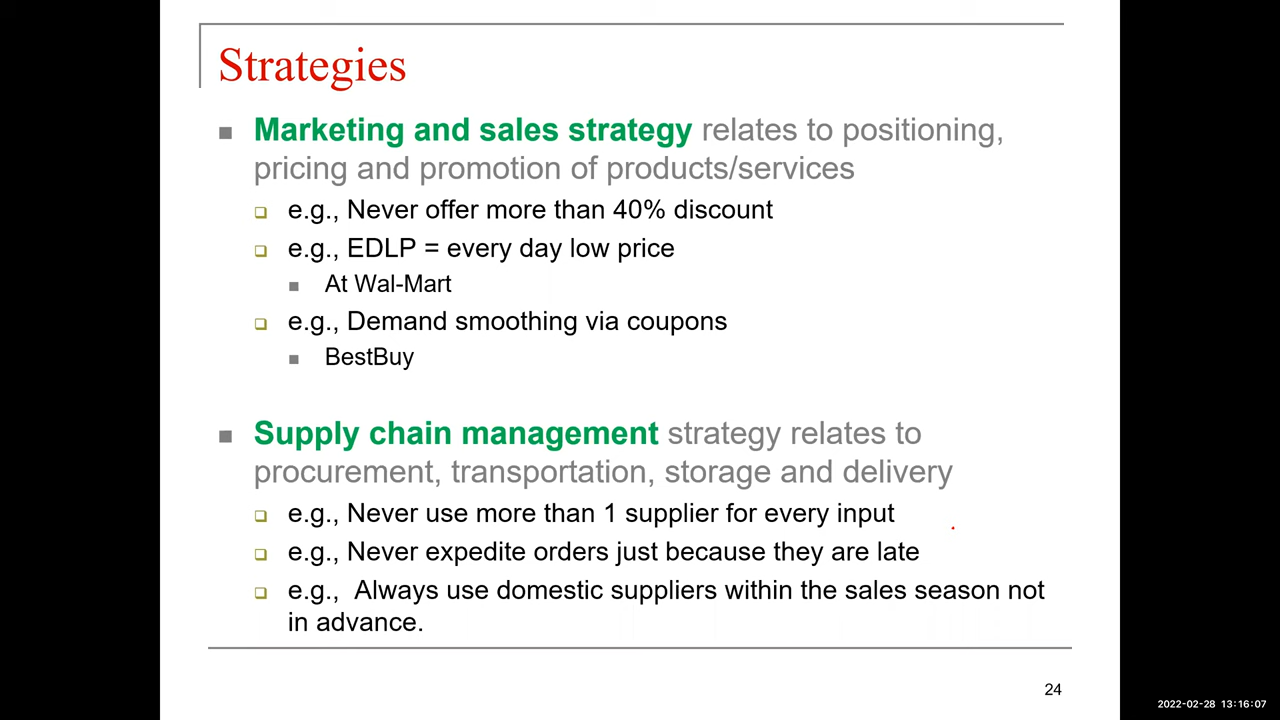 Strategies
Marketing and sales strategy relates to positioning,
pricing and promotion of products/services
e.g., Never offer more than 40% discount
e.g., EDLP = every day low price
At Wal-Mart
e.g., Demand smoothing via coupons
BestBuy
Supply chain management strategy relates to
procurement, transportation, storage and delivery
e.g., Never use more than 1 supplier for every input
e.g., Never expedite orders just because they are late
e.g., Always use domestic suppliers within the sales season not
in advance.
24
2022-02-28 13:16:07